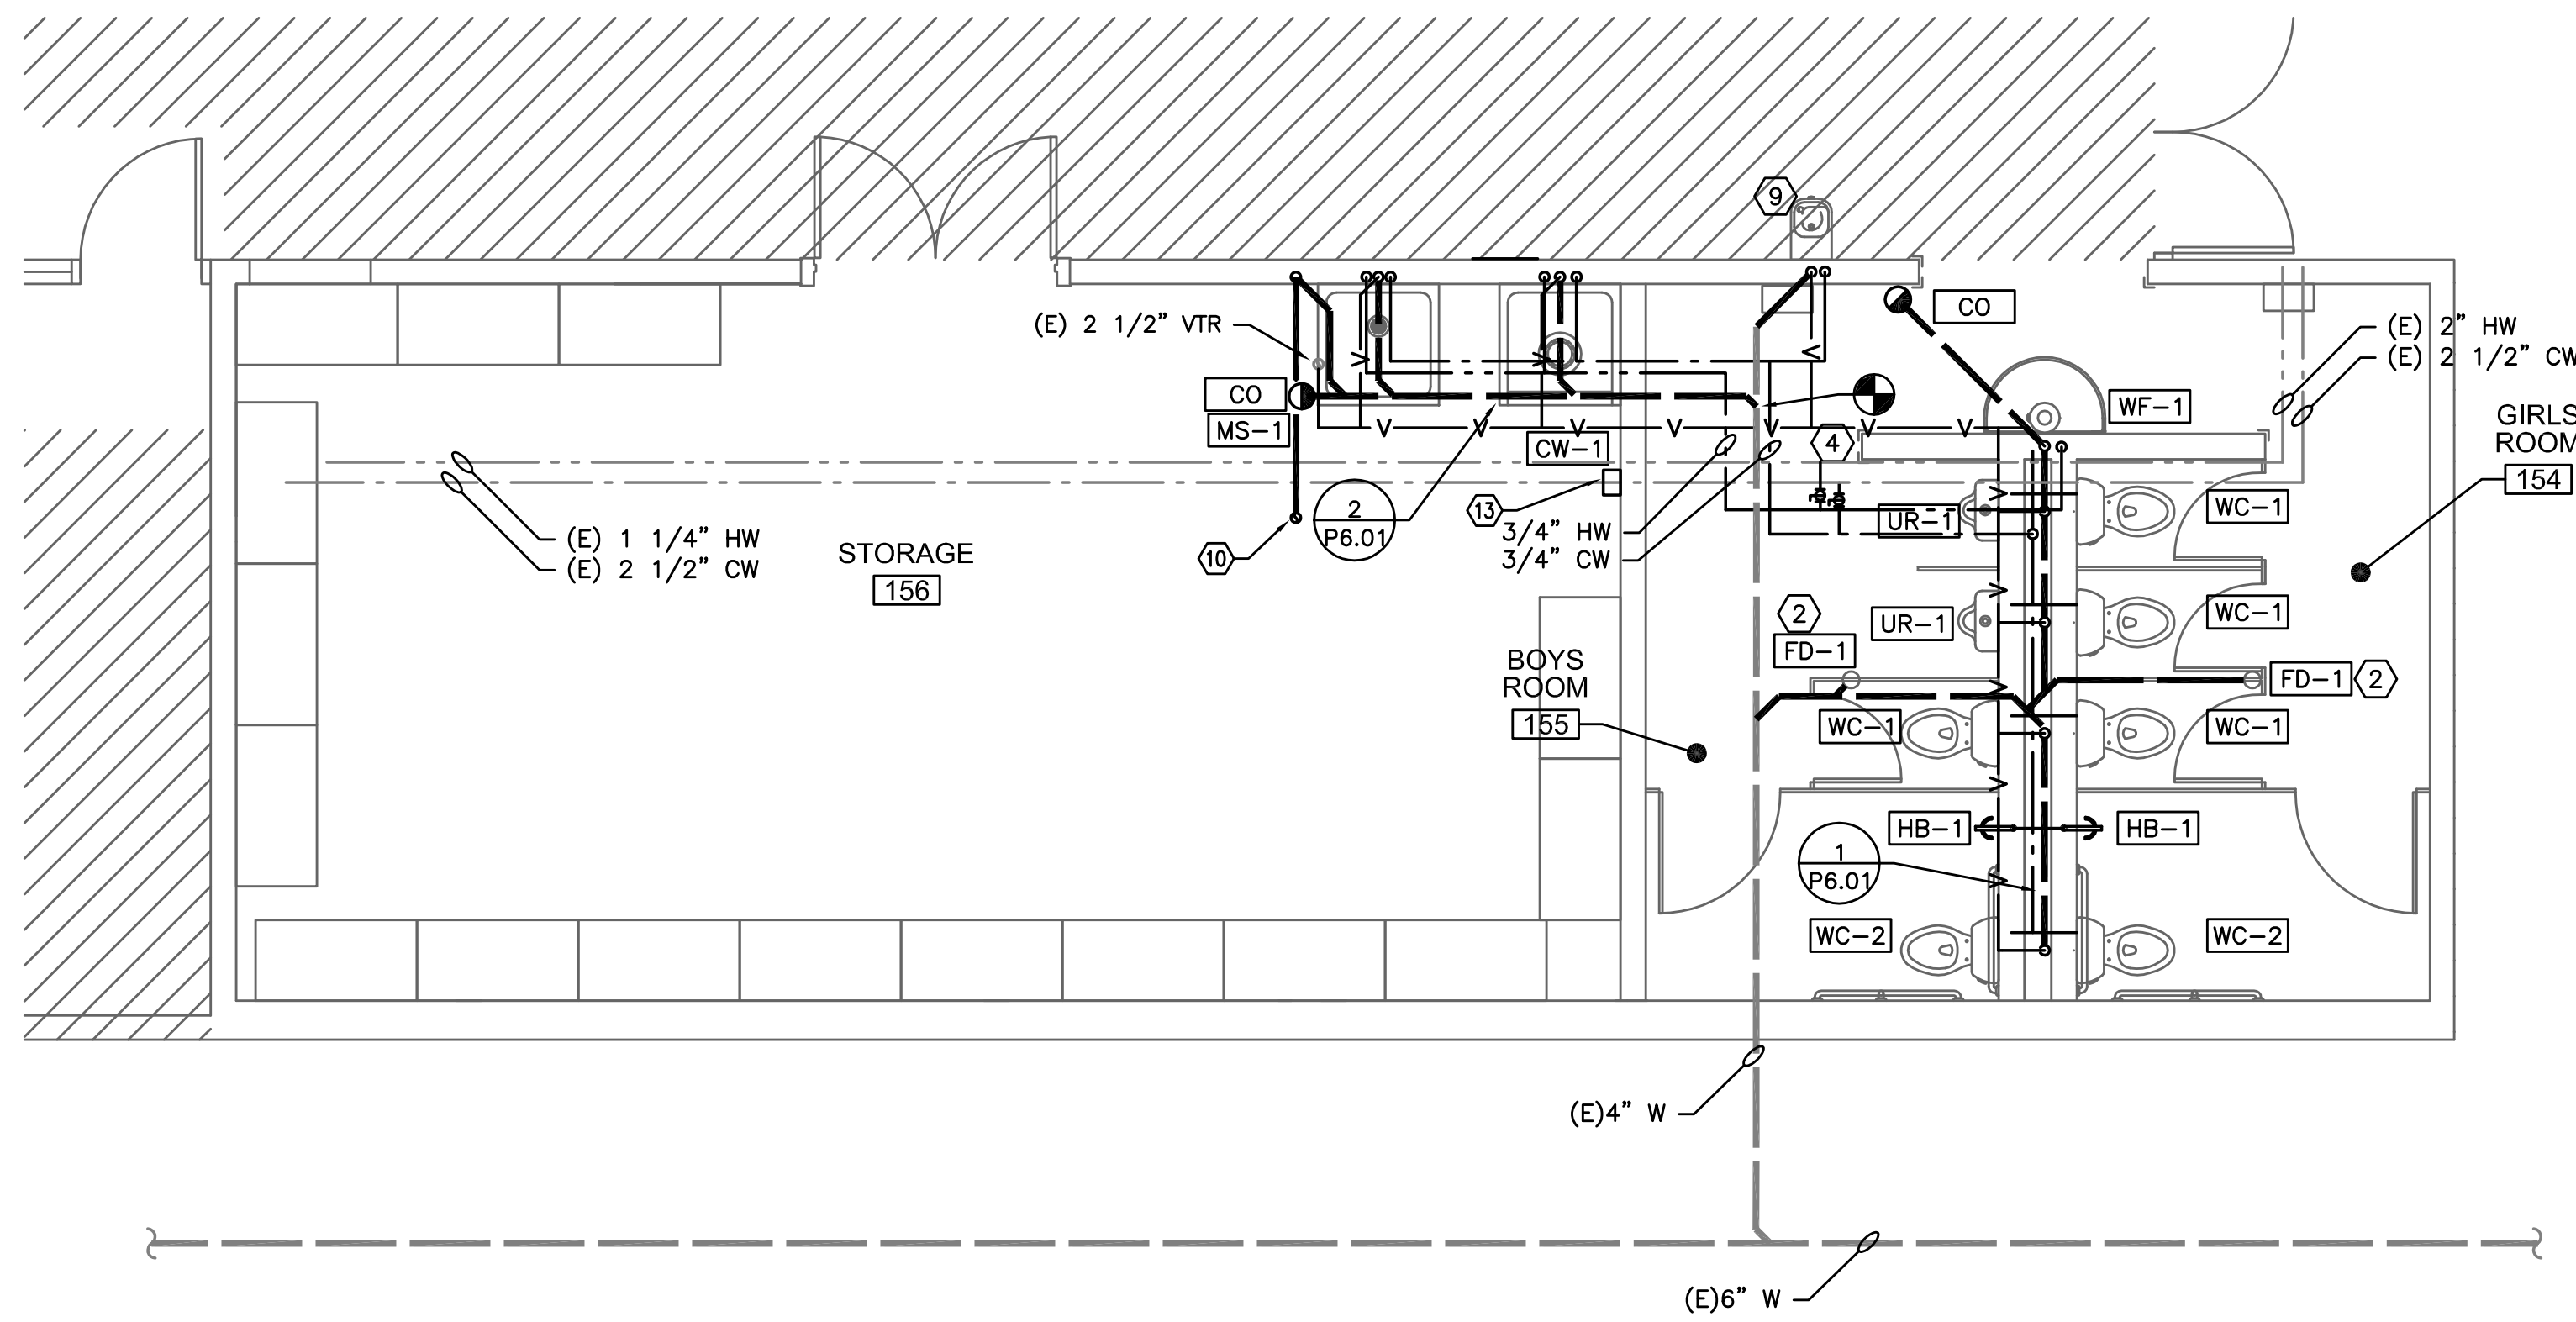 9
CO
(E) 2 1/2” VTR
(E) 2” HW
(E) 2 1/2” CW
CO
MS-1
WF-1
GIRLS
ROOM
154
CW-1
4
13
2
P6.01
10
3/4” HW
3/4” CW
UR-1
WC-1
(E) 1 1/4” HW
(E) 2 1/2” CW
STORAGE
156
2
FD-1
UR-1
WC-1
BOYS
ROOM
155
FD-1
2
WC-1
WC-1
HB-1
HB-1
1
P6.01
WC-2
WC-2
V V V V V V V
V
V
V
V
V
V
V
V
(E)4” W
(E)6” W